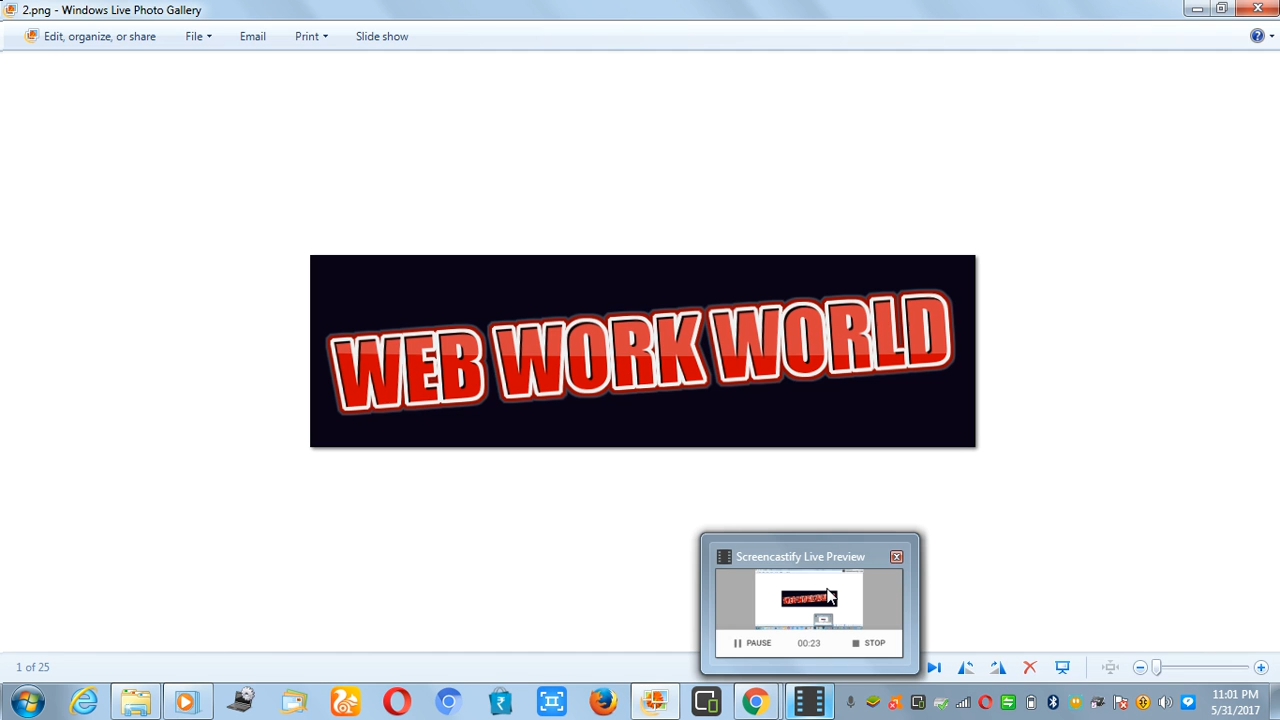 2.png - Windows Live Photo Gallery
Edit, organize, or share File Email Print Slide show
WEB WORK WORLD
Screencastify Live Preview
PAUSE 00:23 STOP
1 of 25
11:01 PM
5/31/2017